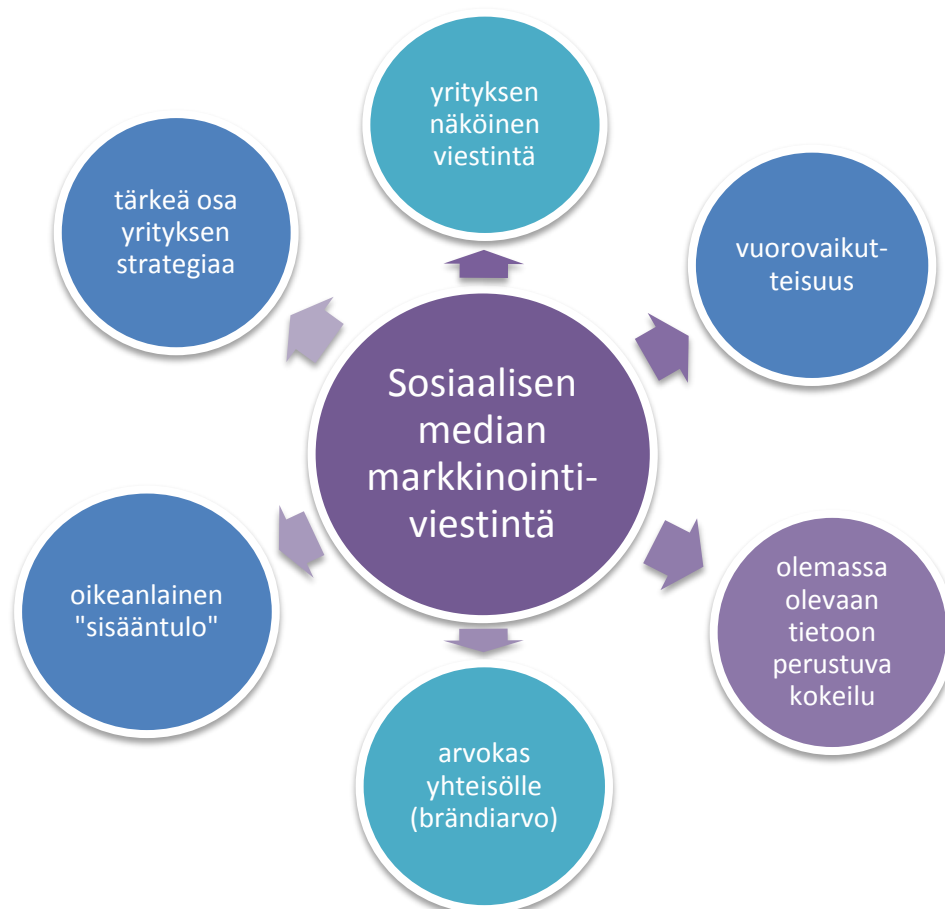 yrityksen
näköinen
viestintä
tärkeä osa
yrityksen
strategiaa
vuorovaikut-
teisuus
Sosiaalisen
median
markkinointi-
viestintä
oikeanlainen
"sisääntulo"
olemassa
olevaan
tietoon
perustuva
kokeilu
arvokas
yhteisölle
(brändiarvo)